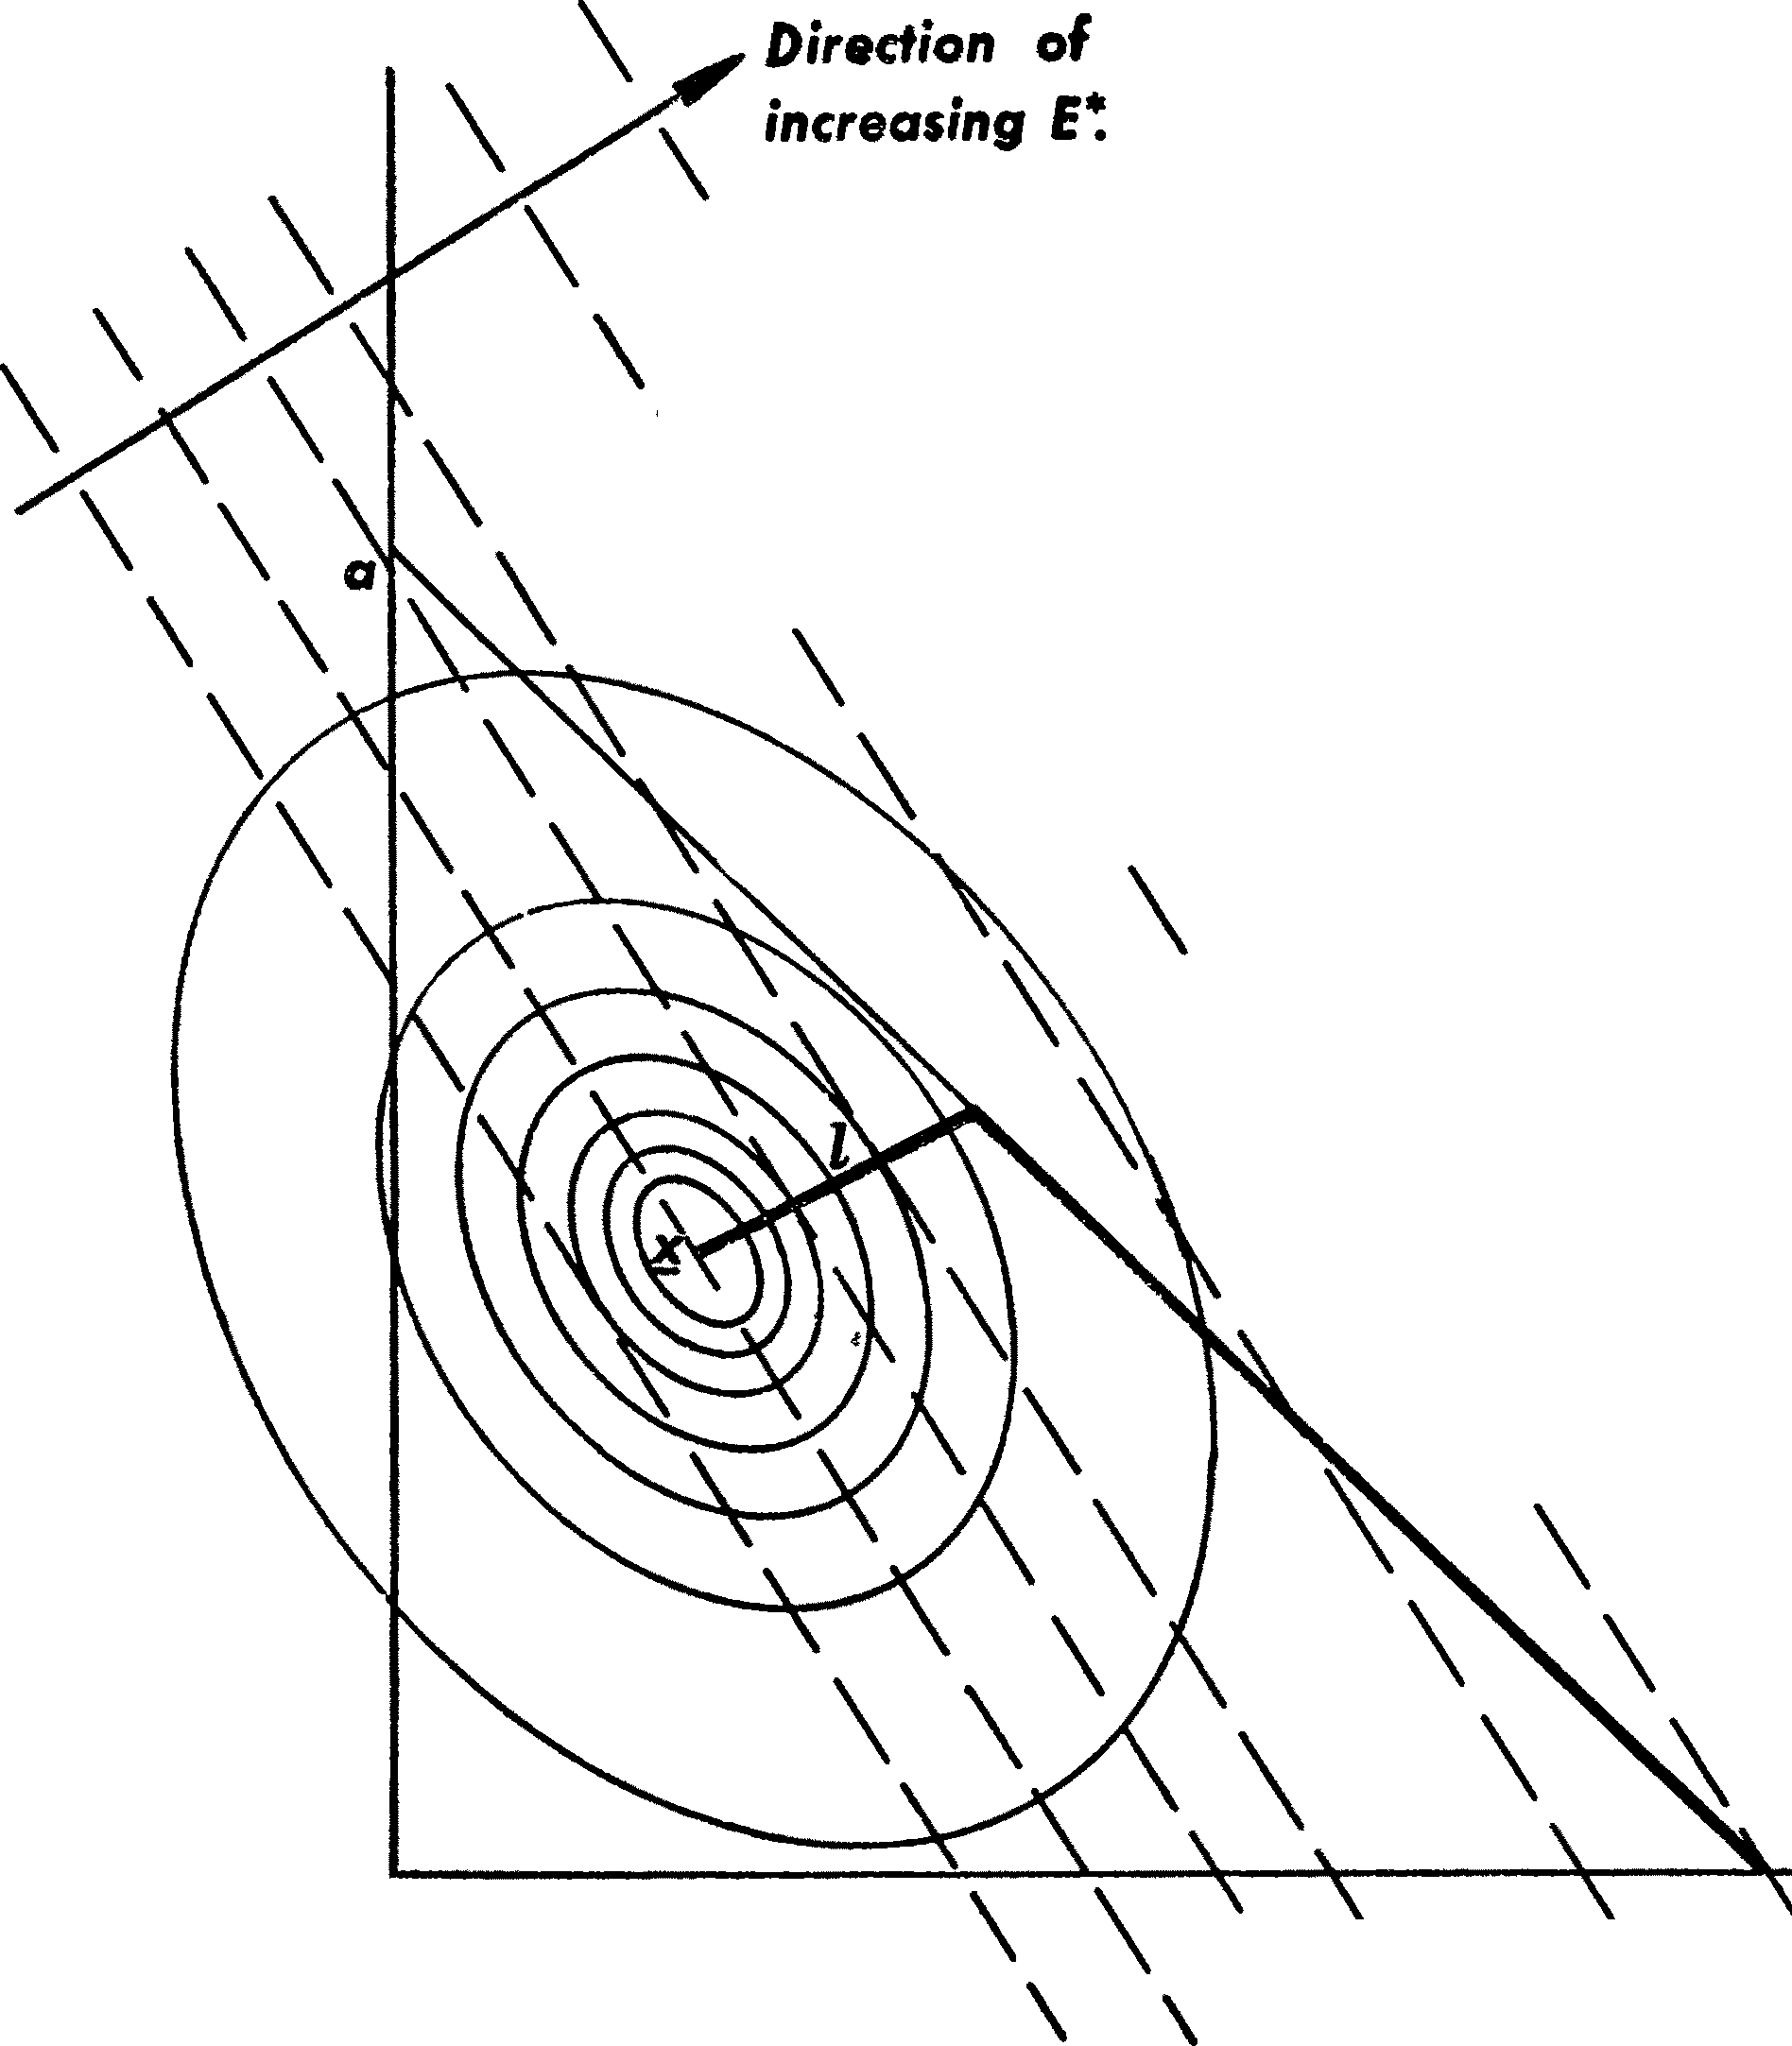 Direction of
increasing E*.
a
l
x